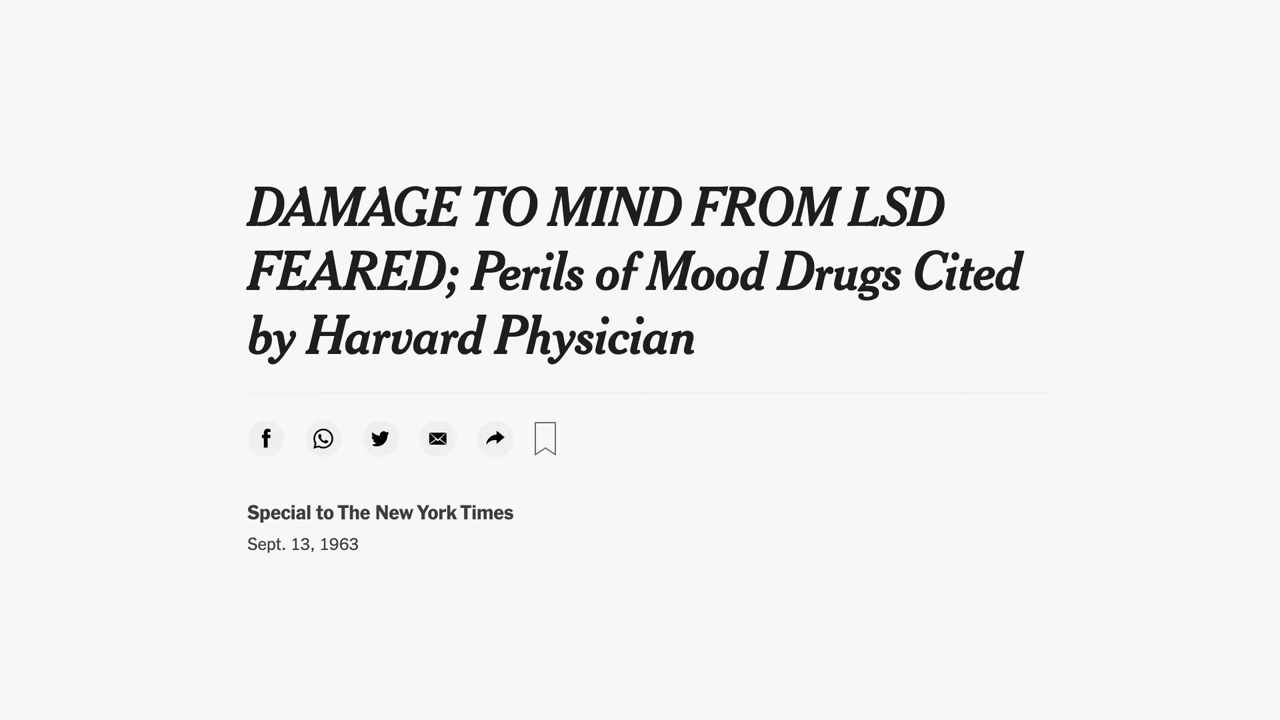 DAMAGE TO MIND FROM LSD
FEARED; Perils of Mood Drugs Cited
by Harvard Physician
Special to The New York Times
Sept. 13, 1963